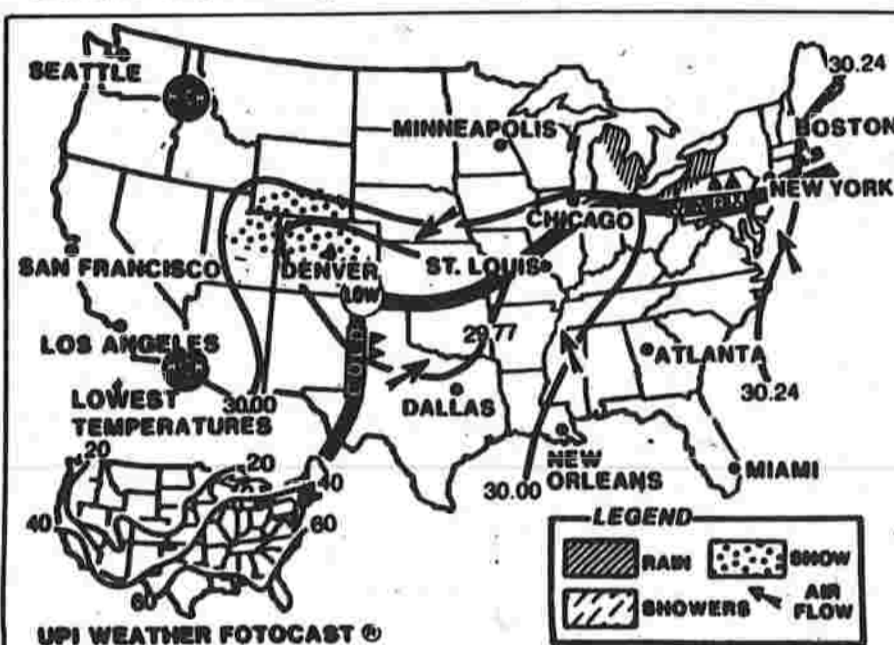 30.24
SEATTLE
MINNEAPOLIS
BOSTON
NEW YORK
CHICAGO
SAN FRANCISCO
DENVER
ST. LOUIS
LOW
29.77
LOS ANGELES
ATLANTA
LOWEST
TEMPERATURES
30.00
DALLAS
30.24
NEW
ORLEANS
MIAMI
30.00
20
20
40
40
60
60
LEGEND
RAIN
SNOW
SHOWERS
AIR
FLOW
UPI WEATHER FOTOCAST ®